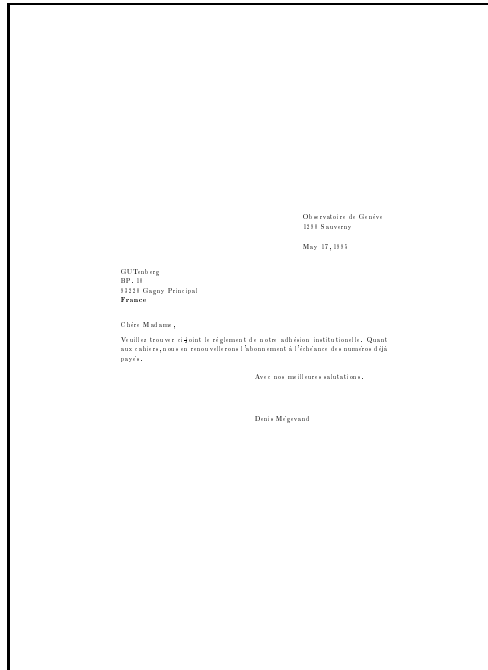 Observatoire de Genève
1290 Sauverny
May 17, 1995
GUTenberg
BP. 10
93220 Gagny Principal
France
Chère Madame,
Veuillez trouver ci-joint le règlement de notre adhésion institutionelle. Quant
aux cahiers, nous en renouvellerons l'abonnement à l'échéance des numéros déjà
payés.
Avec nos meilleures salutations.
Denis Mégevand